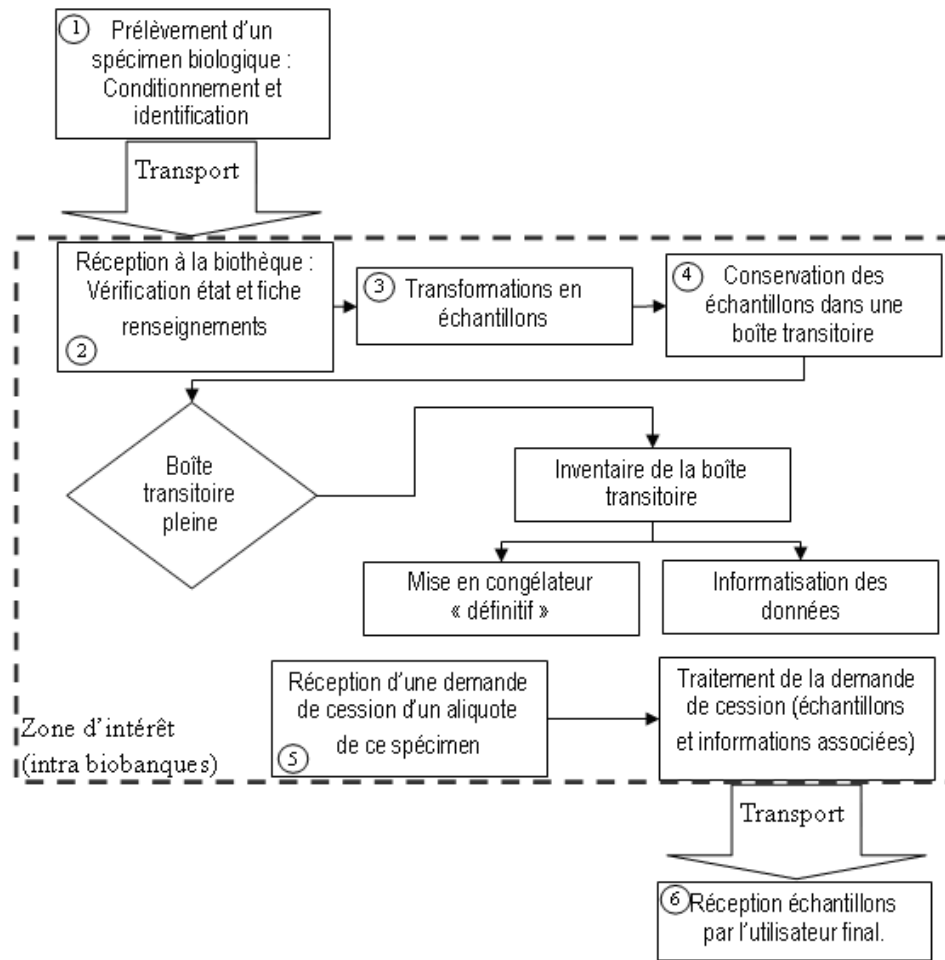 1 Prélèvement d'un
spécimen biologique :
Conditionnement et
identification
Transport
Réception à la biothèque :
Vérification état et fiche
renseignements
2
3 Transformations en
échantillons
4 Conservation des
échantillons dans une
boîte transitoire
Boîte
transitoire
pleine
Inventaire de la boîte
transitoire
Mise en congélateur
« définitif »
Informatisation des
données
Réception d'une demande
de cession d'un aliquote
de ce spécimen
5
Traitement de la demande
de cession (échantillons
et informations associées)
Zone d'intérêt
(intra biobanques)
Transport
6 Réception échantillons
par l'utilisateur final.